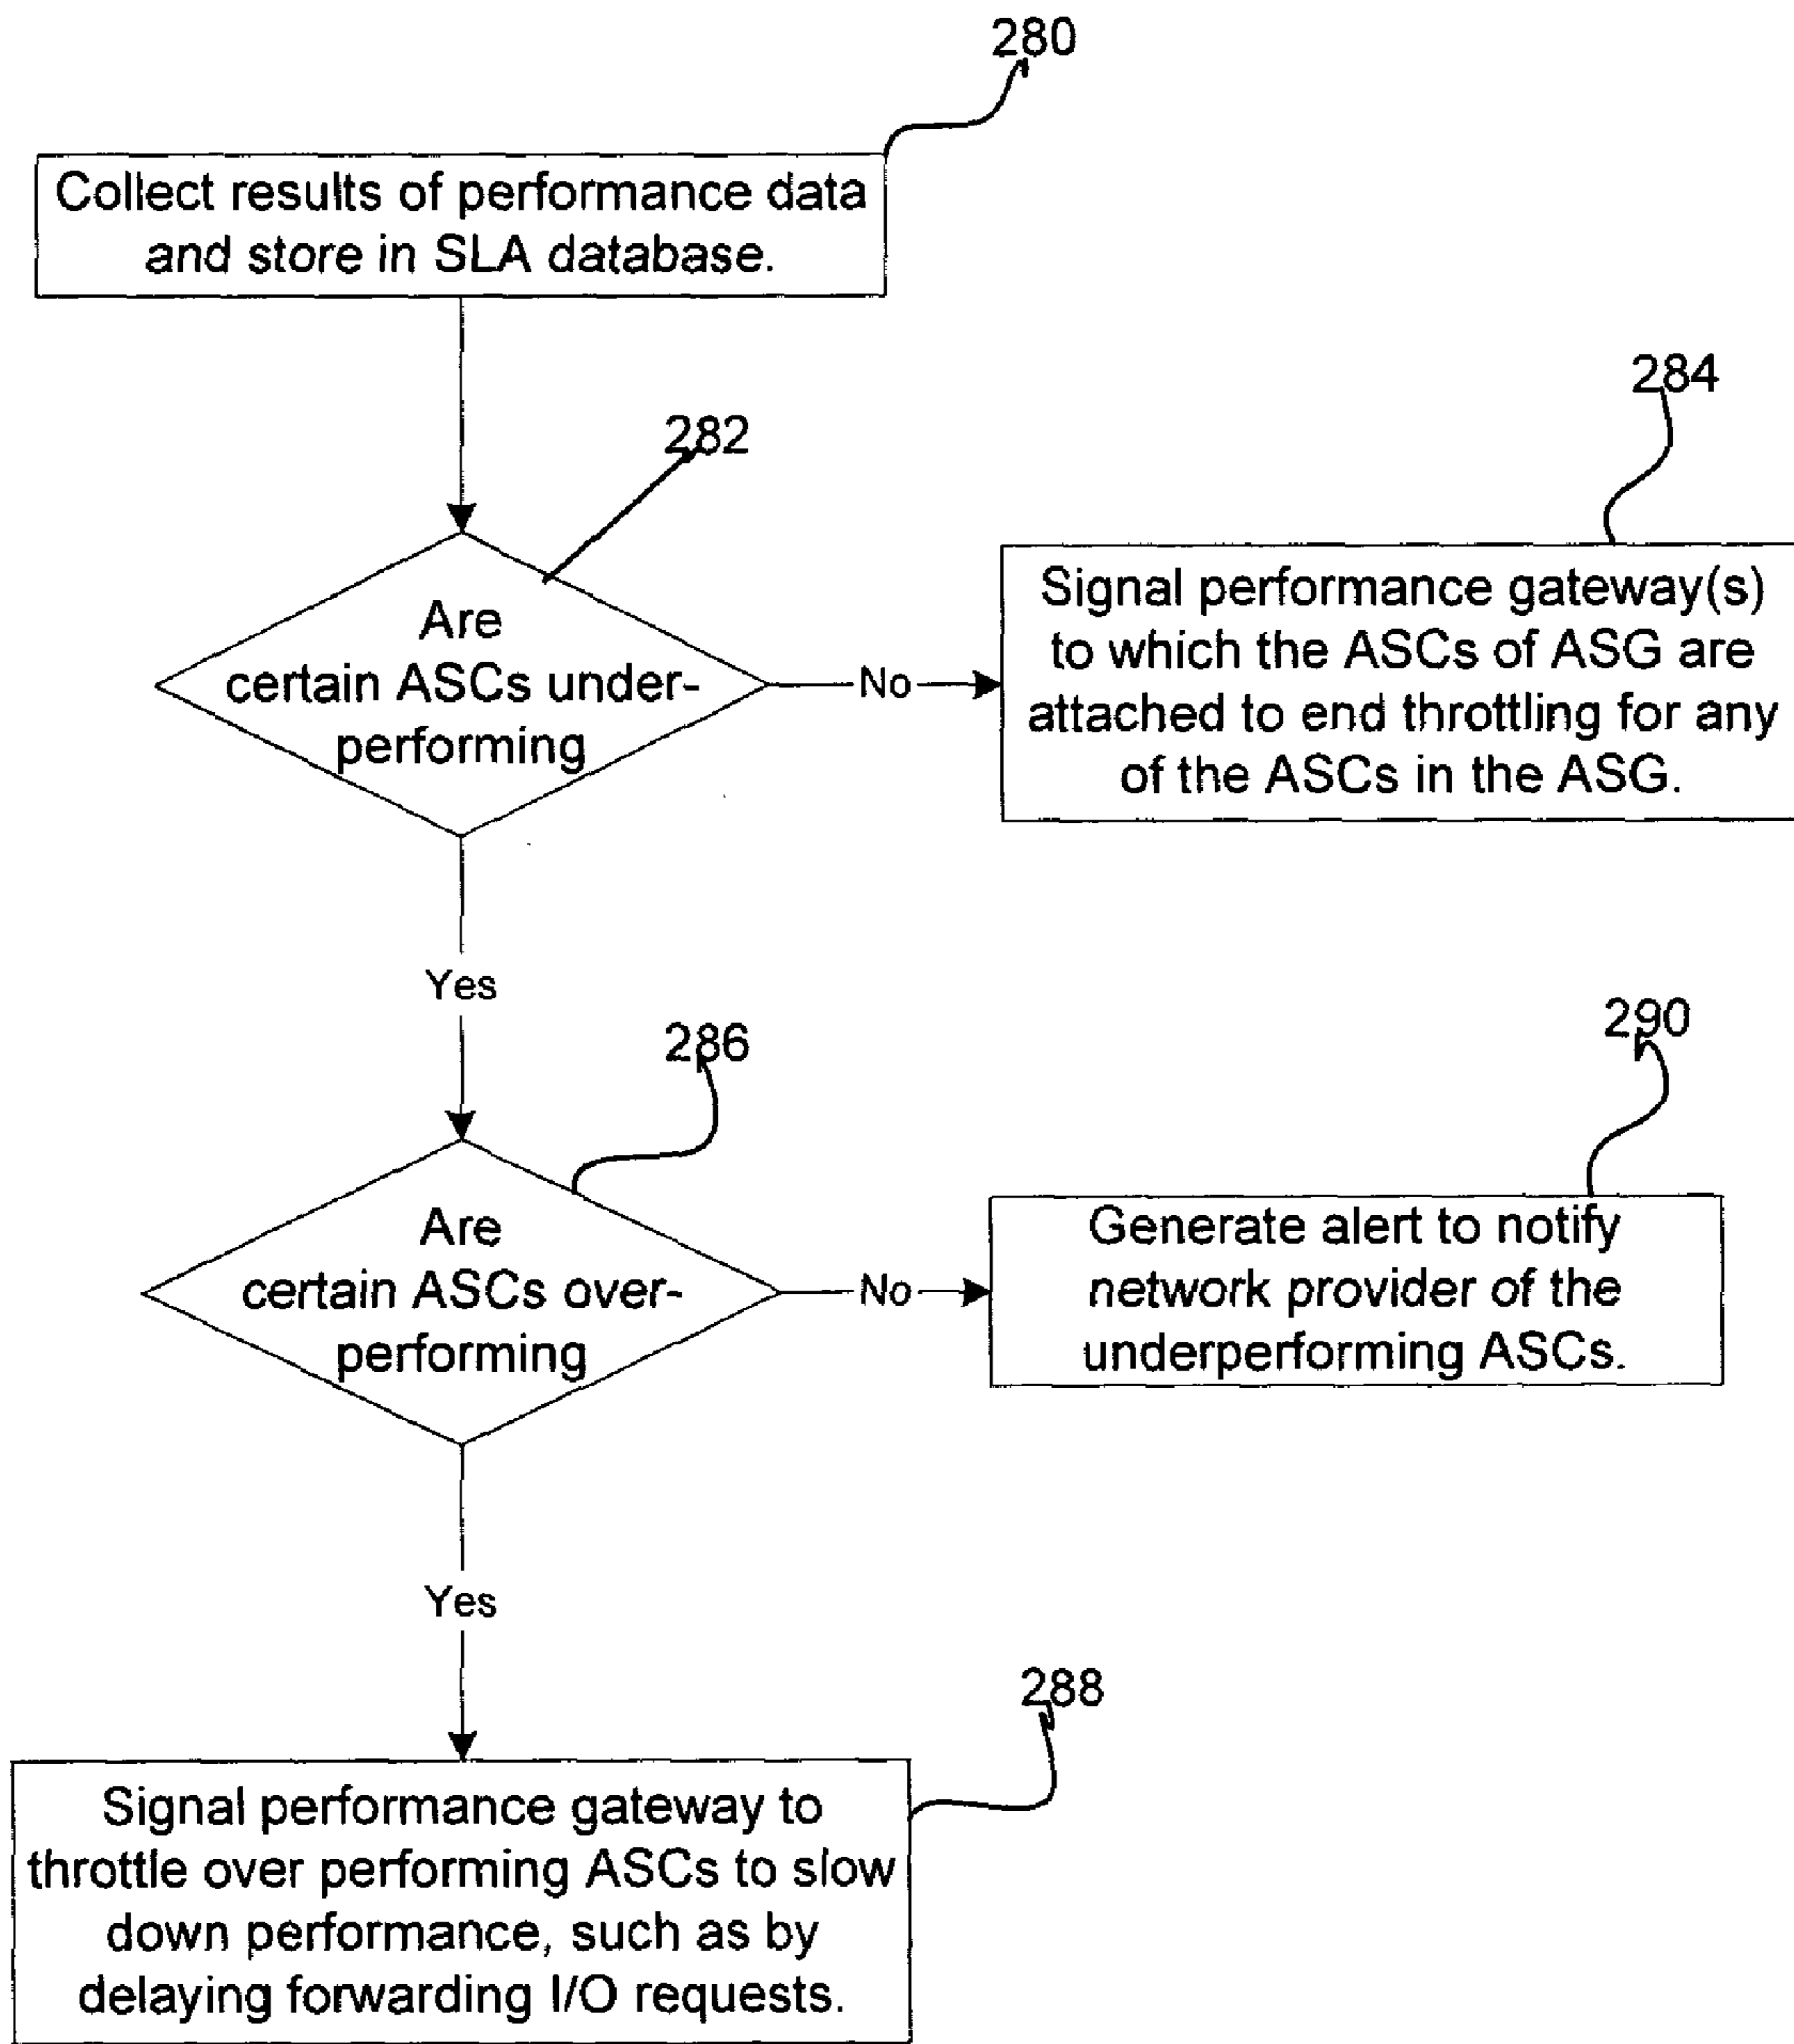 280
Collect results of performance data
and store in SLA database.
282
284
Are
certain ASCs under-
performing
No
Signal performance gateway(s)
to which the ASCs of ASG are
attached to end throttling for any
of the ASCs in the ASG.
Yes
286
290
Are
certain ASCs over-
performing
No
Generate alert to notify
network provider of the
underperforming ASCs.
Yes
288
Signal performance gateway to
throttle over performing ASCs to slow
down performance, such as by
delaying forwarding I/O requests.